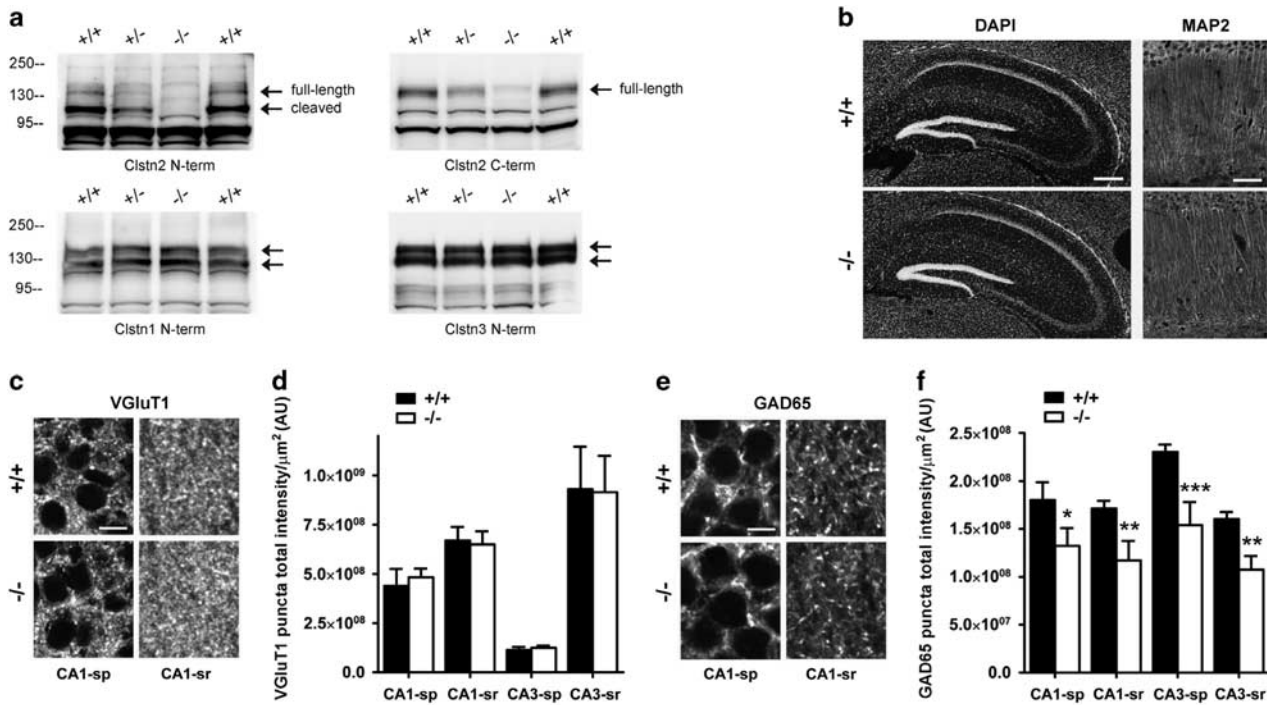 a
+/+ +/- -/- +/+
250--
130--
95--
full-length
cleaved
Clstn2 N-term
+/+ +/- -/- +/+
full-length
Clstn2 C-term
+/+ +/- -/- +/+
250--
130--
95--
Clstn1 N-term
+/+ +/- -/- +/+
Clstn3 N-term
b
DAPI MAP2
+/+
-/-
c
VGluT1
+/+
-/-
CA1-sp CA1-sr
d
+/+
-/-
VGluT1 puncta total intensity/µm² (AU)
1.0×10⁰⁹
7.5×10⁰⁸
5.0×10⁰⁸
2.5×10⁰⁸
0.0
CA1-sp CA1-sr CA3-sp CA3-sr
e
GAD65
+/+
-/-
CA1-sp CA1-sr
f
+/+
-/-
GAD65 puncta total intensity/µm² (AU)
2.5×10⁰⁸
2.0×10⁰⁸
1.5×10⁰⁸
1.0×10⁰⁸
5.0×10⁰⁷
0.0
* ** *** **
CA1-sp CA1-sr CA3-sp CA3-sr